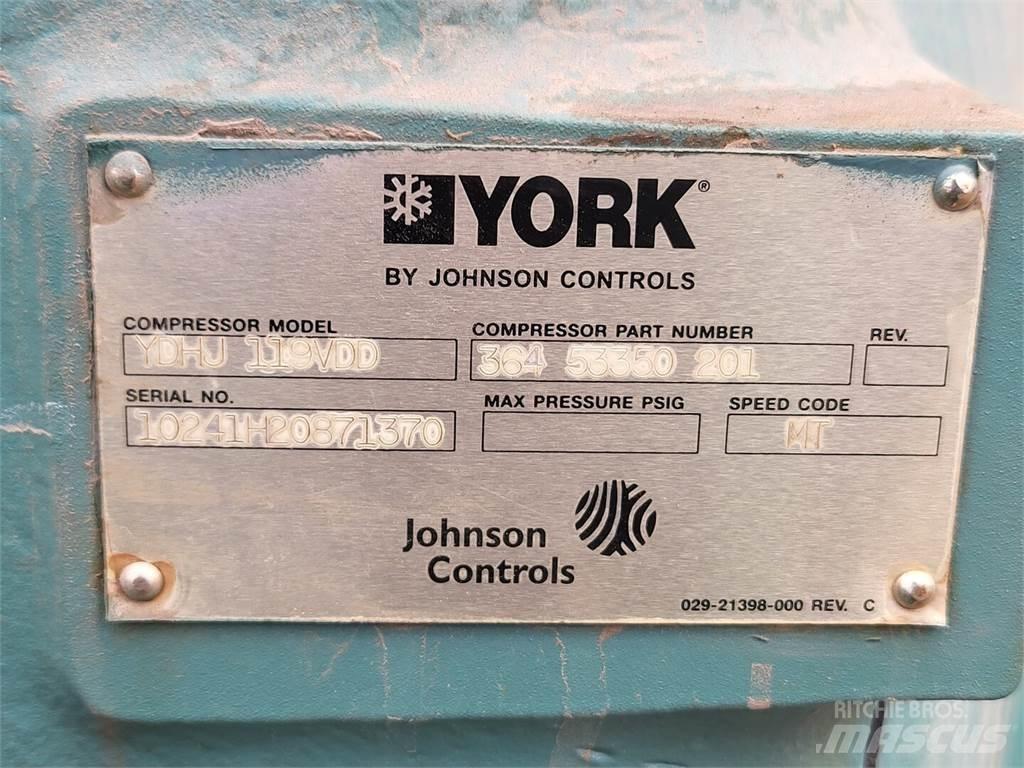 YORK®
BY JOHNSON CONTROLS
COMPRESSOR MODEL
YDHJ 119VDD
COMPRESSOR PART NUMBER
364 53350 201
REV.
SERIAL NO.
10241H20871370
MAX PRESSURE PSIG
SPEED CODE
MT
Johnson
Controls
029-21398-000 REV. C
RITCHIE BROS.
MASCUS